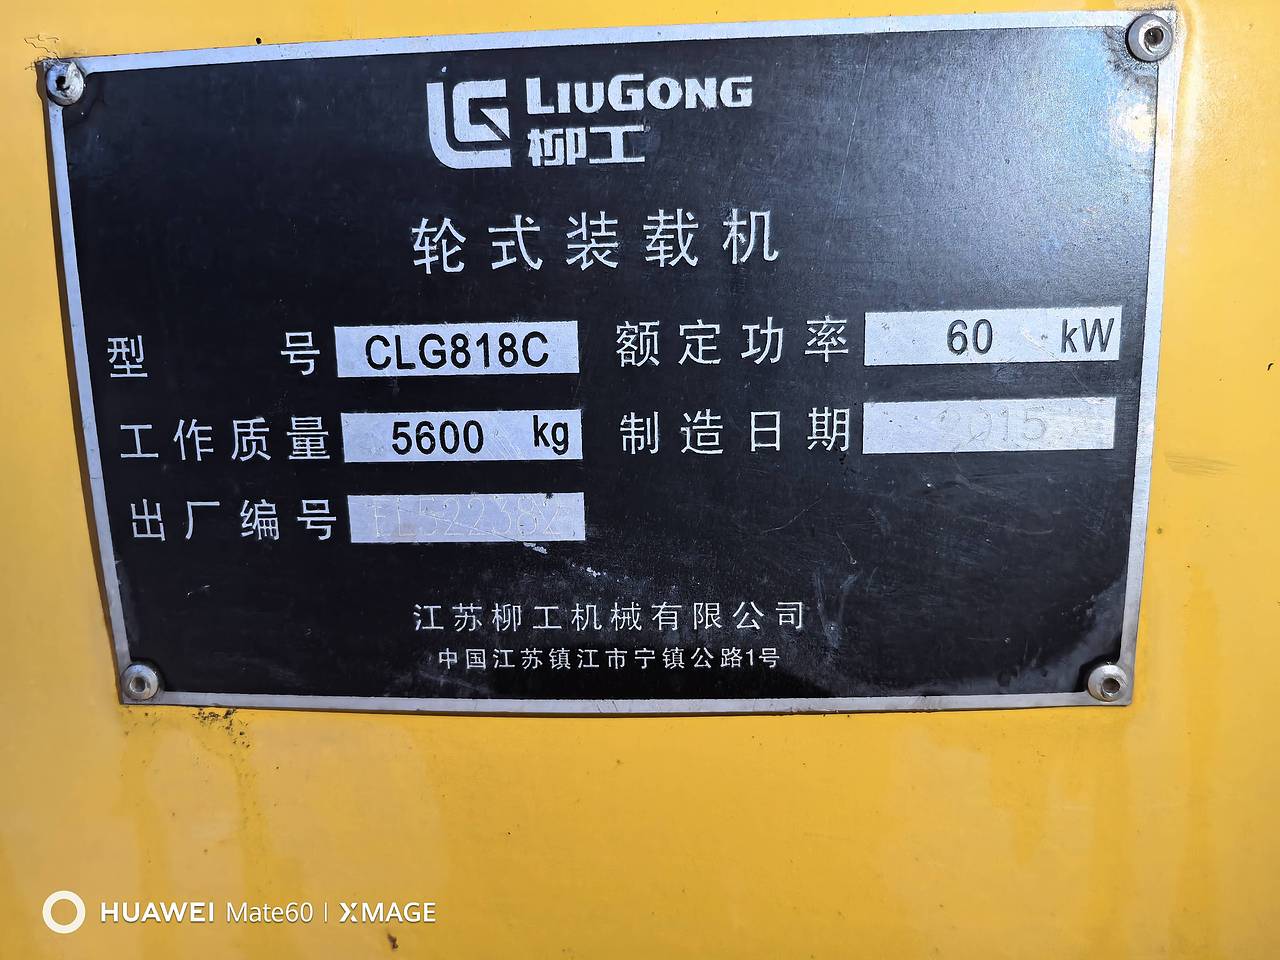 LIUGONG
柳工
轮式装载机
型号 CLG818C 额定功率 60 kW
工作质量 5600 kg 制造日期
出厂编号
江苏柳工机械有限公司
中国江苏镇江市宁镇公路1号
HUAWEI Mate60 | XMAGE